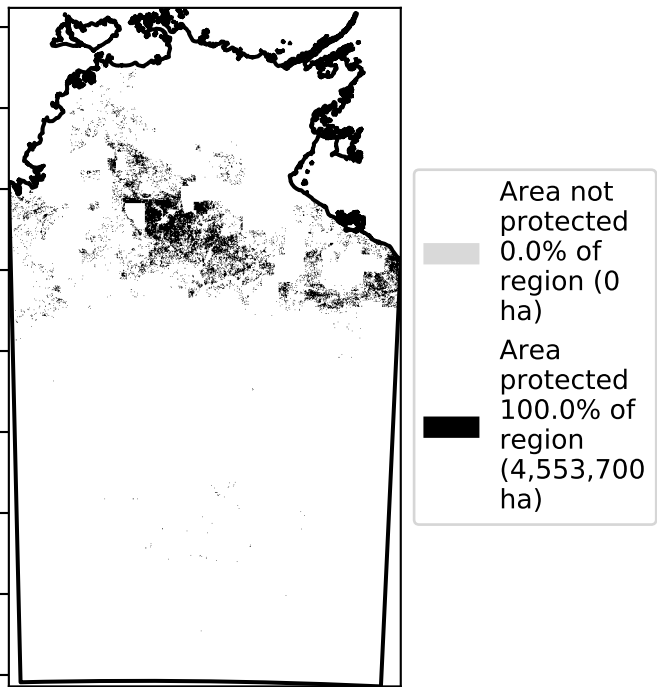 Area not
protected
0.0% of
region (0
ha)
Area
protected
100.0% of
region
(4,553,700
ha)